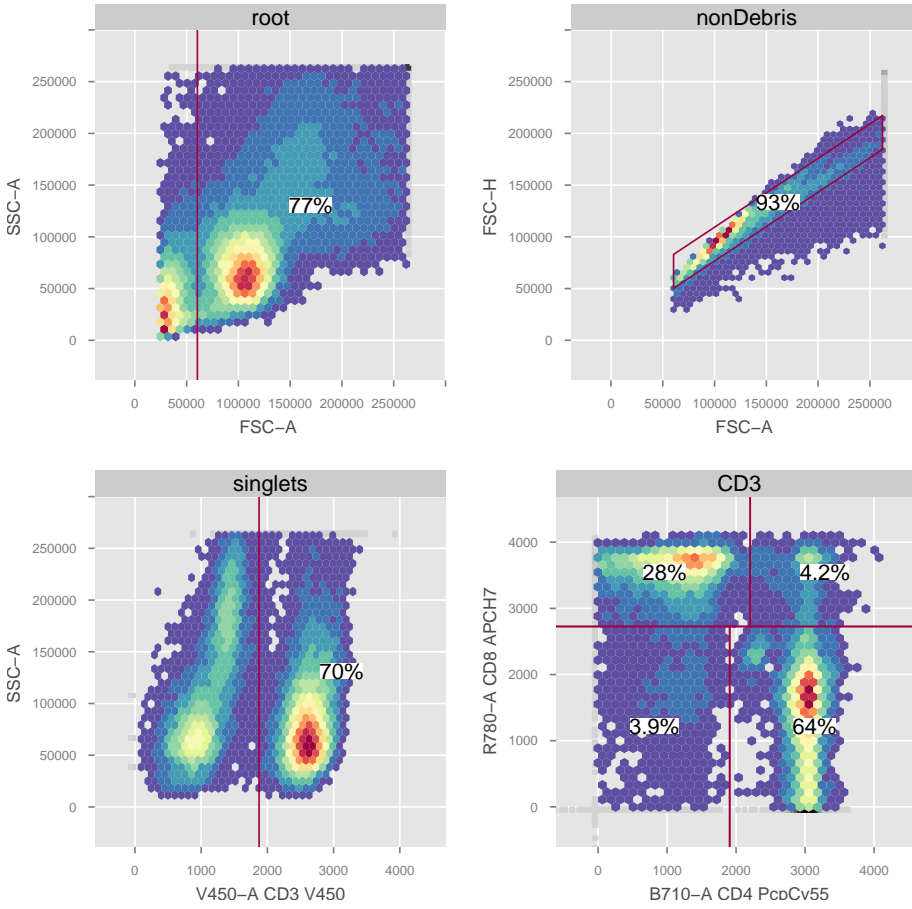 root
nonDebris
250000
200000
150000
100000
50000
0
SSC−A
77%
0 50000 100000 150000 200000 250000
FSC−A
250000
200000
150000
100000
50000
0
FSC−H
93%
0 50000 100000 150000 200000 250000
FSC−A
singlets
CD3
250000
200000
150000
100000
50000
0
SSC−A
70%
0 1000 2000 3000 4000
V450−A CD3 V450
4000
3000
2000
1000
0
R780−A CD8 APCH7
28%
4.2%
3.9%
64%
0 1000 2000 3000 4000
B710−A CD4 PcpCy55